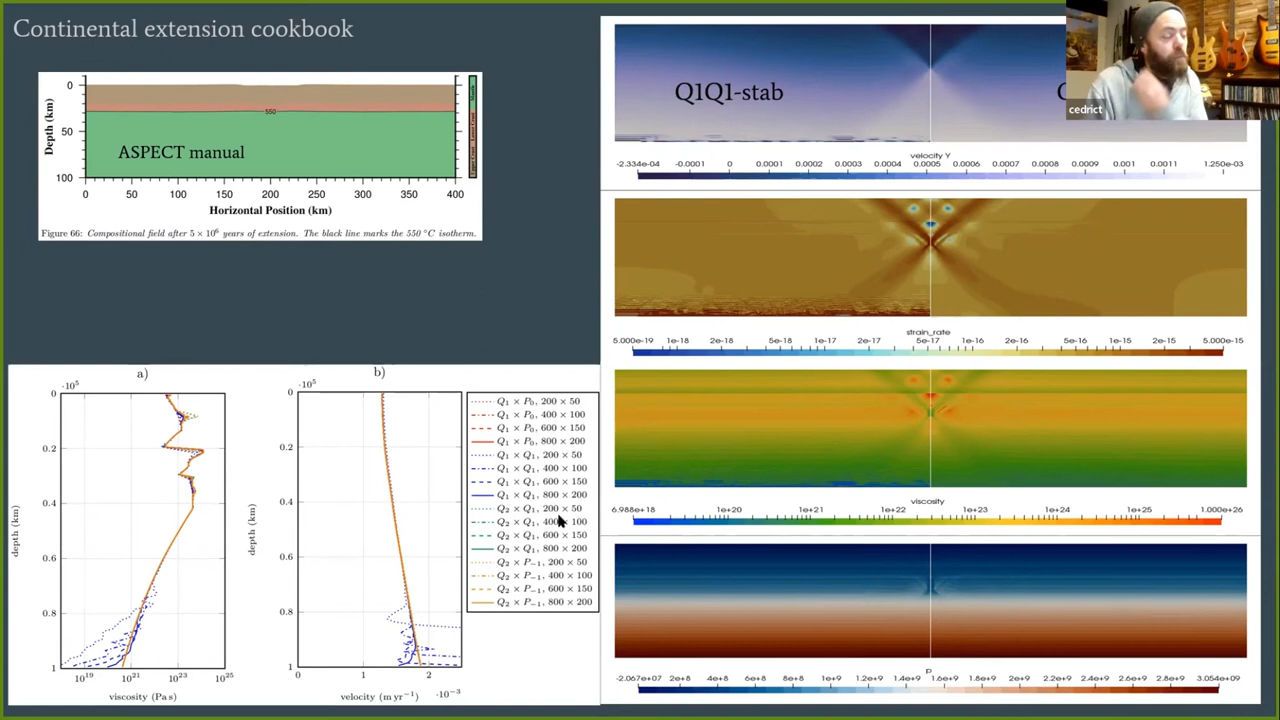 Continental extension cookbook
0
50
100
Depth (km)
550
ASPECT manual
0 50 100 150 200 250 300 350 400
Horizontal Position (km)
Figure 66: Compositional field after 5 × 10⁶ years of extension. The black line marks the 550 °C isotherm.
Q1Q1-stab
cedrict
velocity Y
-2.334e-04 -0.0001 0 0.0001 0.0002 0.0003 0.0004 0.0005 0.0006 0.0007 0.0008 0.0009 0.001 0.0011 1.250e-03
strain_rate
5.000e-19 1e-18 2e-18 5e-18 1e-17 2e-17 5e-17 1e-16 2e-16 5e-16 1e-15 2e-15 5.000e-15
viscosity
6.988e+18 1e+20 1e+21 1e+22 1e+23 1e+24 1e+25 1.000e+26
p
-2.067e+07 2e+8 4e+8 6e+8 8e+8 1e+9 1.2e+9 1.6e+9 1.8e+9 2e+9 2.2e+9 2.4e+9 2.6e+9 2.8e+9 3.054e+09
a)
·10⁵
0
0.2
0.4
0.6
0.8
1
depth (km)
10¹⁹ 10²¹ 10²³ 10²⁵
viscosity (Pa s)
b)
·10⁵
0
0.2
0.4
0.6
0.8
1
depth (km)
0 1 2
velocity (m yr⁻¹) ·10⁻³
Q₁ × P₀, 200 × 50
Q₁ × P₀, 400 × 100
Q₁ × P₀, 600 × 150
Q₁ × P₀, 800 × 200
Q₁ × Q₁, 200 × 50
Q₁ × Q₁, 400 × 100
Q₁ × Q₁, 600 × 150
Q₁ × Q₁, 800 × 200
Q₂ × Q₁, 200 × 50
Q₂ × Q₁, 400 × 100
Q₂ × Q₁, 600 × 150
Q₂ × Q₁, 800 × 200
Q₂ × P₋₁, 200 × 50
Q₂ × P₋₁, 400 × 100
Q₂ × P₋₁, 600 × 150
Q₂ × P₋₁, 800 × 200